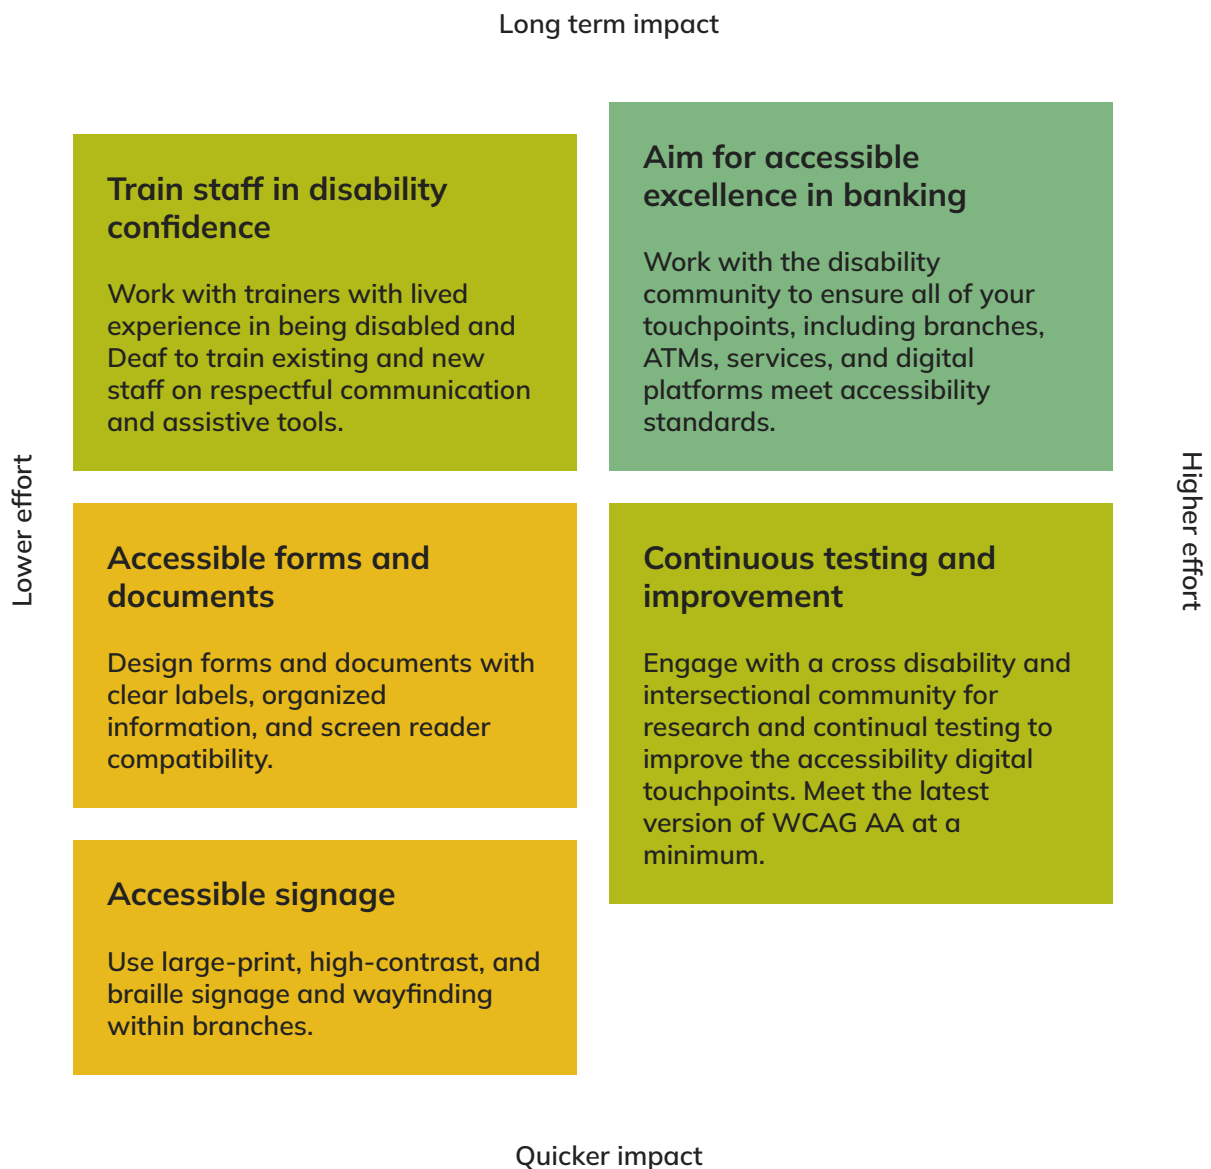 Long term impact
Train staff in disability
confidence
Work with trainers with lived
experience in being disabled and
Deaf to train existing and new
staff on respectful communication
and assistive tools.
Aim for accessible
excellence in banking
Work with the disability
community to ensure all of your
touchpoints, including branches,
ATMs, services, and digital
platforms meet accessibility
standards.
Lower effort
Higher effort
Accessible forms and
documents
Design forms and documents with
clear labels, organized
information, and screen reader
compatibility.
Continuous testing and
improvement
Engage with a cross disability and
intersectional community for
research and continual testing to
improve the accessibility digital
touchpoints. Meet the latest
version of WCAG AA at a
minimum.
Accessible signage
Use large-print, high-contrast, and
braille signage and wayfinding
within branches.
Quicker impact